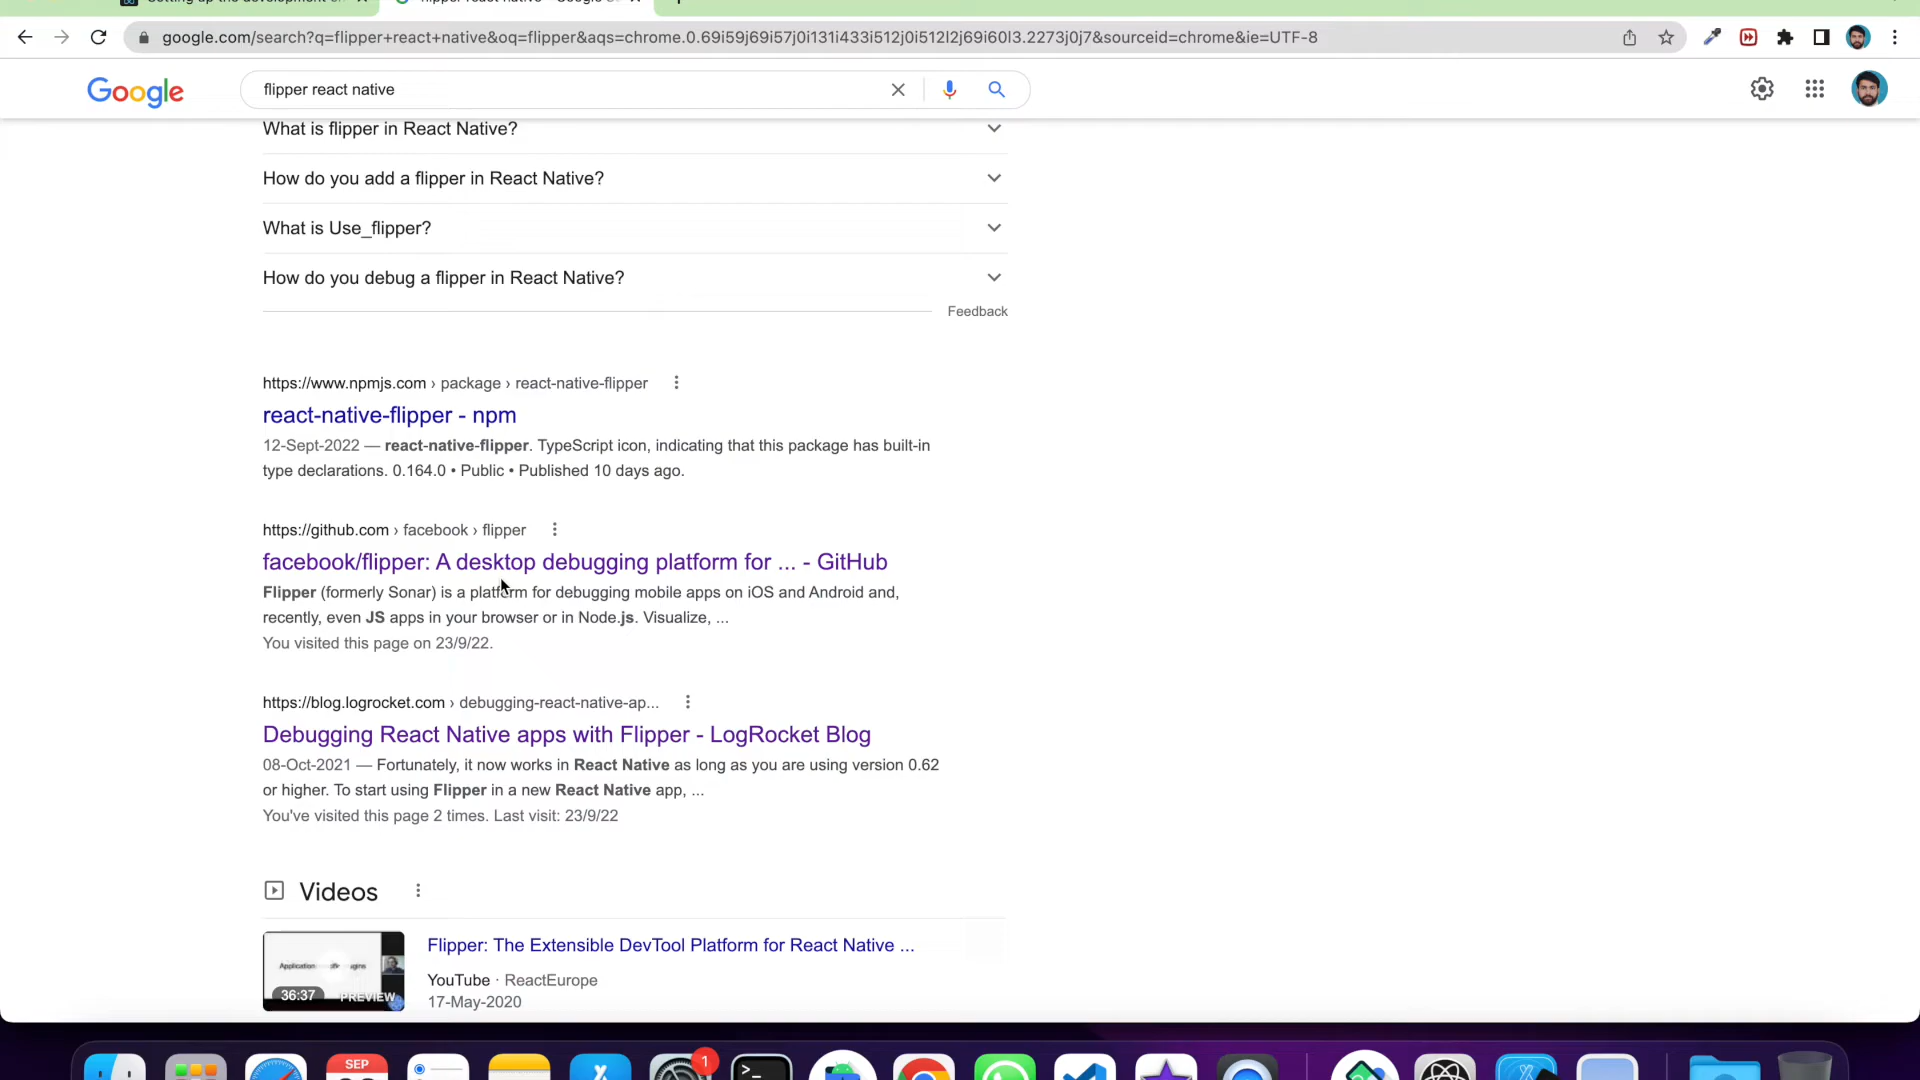 google.com/search?q=flipper+react+native&oq=flipper&aqs=chrome.0.69i59j69i57j0i131i433i512j0i512l2j69i60l3.2273j0j7&sourceid=chrome&ie=UTF-8
Google
flipper react native
What is flipper in React Native?
How do you add a flipper in React Native?
What is Use_flipper?
How do you debug a flipper in React Native?
Feedback
https://www.npmjs.com › package › react-native-flipper
react-native-flipper - npm
12-Sept-2022 — react-native-flipper. TypeScript icon, indicating that this package has built-in
type declarations. 0.164.0 • Public • Published 10 days ago.
https://github.com › facebook › flipper
facebook/flipper: A desktop debugging platform for ... - GitHub
Flipper (formerly Sonar) is a platform for debugging mobile apps on iOS and Android and,
recently, even JS apps in your browser or in Node.js. Visualize, ...
You visited this page on 23/9/22.
https://blog.logrocket.com › debugging-react-native-ap...
Debugging React Native apps with Flipper - LogRocket Blog
08-Oct-2021 — Fortunately, it now works in React Native as long as you are using version 0.62
or higher. To start using Flipper in a new React Native app, ...
You've visited this page 2 times. Last visit: 23/9/22
Videos
Flipper: The Extensible DevTool Platform for React Native ...
YouTube · ReactEurope
17-May-2020
36:37
PREVIEW
SEP
1